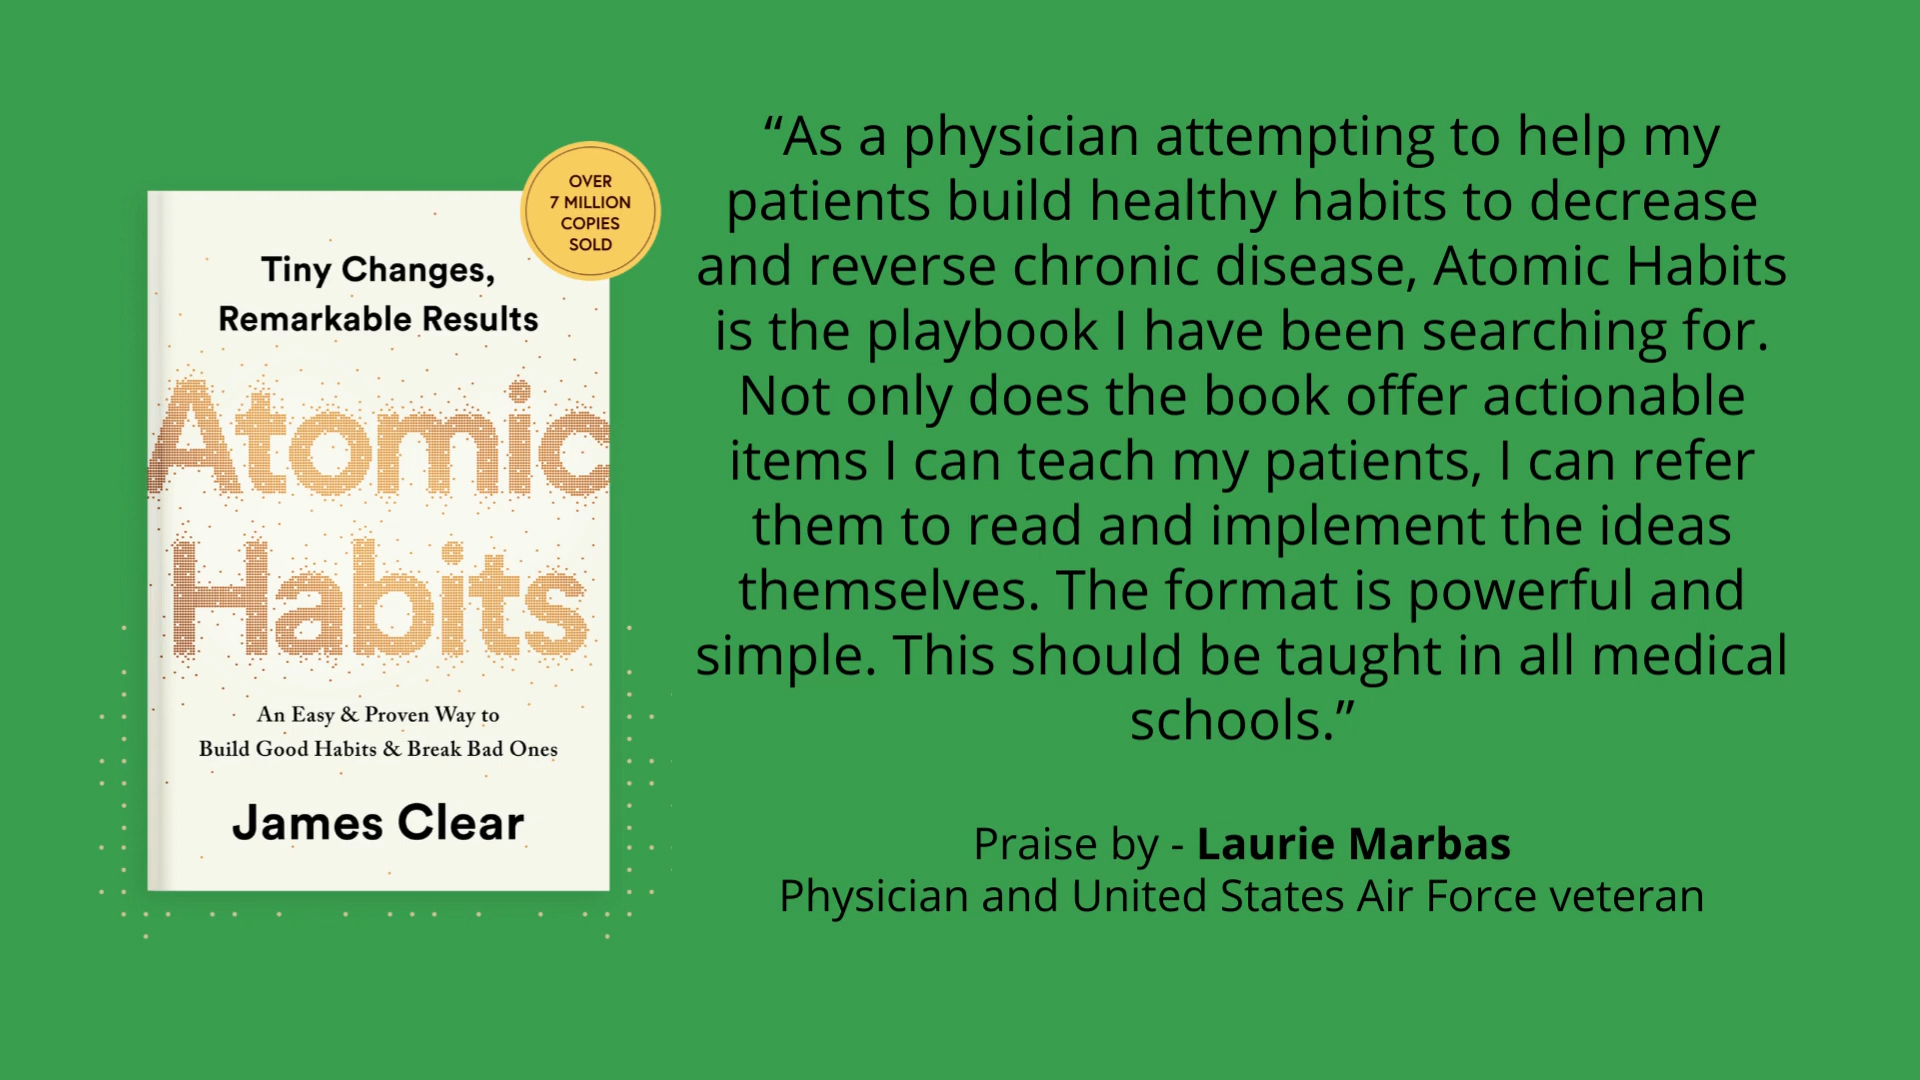 OVER
7 MILLION
COPIES
SOLD
Tiny Changes,
Remarkable Results
Atomic
Habits
An Easy & Proven Way to
Build Good Habits & Break Bad Ones
James Clear
“As a physician attempting to help my
patients build healthy habits to decrease
and reverse chronic disease, Atomic Habits
is the playbook I have been searching for.
Not only does the book offer actionable
items I can teach my patients, I can refer
them to read and implement the ideas
themselves. The format is powerful and
simple. This should be taught in all medical
schools.”
Praise by - Laurie Marbas
Physician and United States Air Force veteran